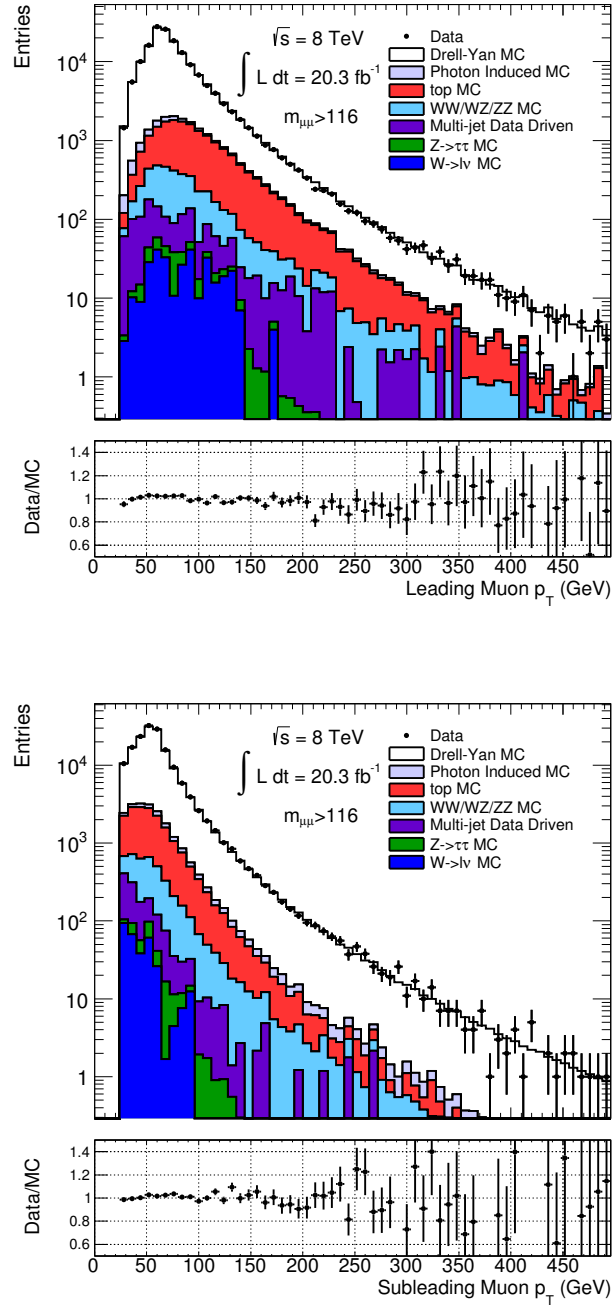 Entries
10⁴
10³
10²
10
1
√s = 8 TeV
∫ L dt = 20.3 fb⁻¹
mμμ>116
Data
Drell-Yan MC
Photon Induced MC
top MC
WW/WZ/ZZ MC
Multi-jet Data Driven
Z->ττ MC
W->lν MC
Data/MC
1.4
1.2
1
0.8
0.6
0 50 100 150 200 250 300 350 400 450
Leading Muon p_T (GeV)
Entries
10⁴
10³
10²
10
1
√s = 8 TeV
∫ L dt = 20.3 fb⁻¹
mμμ>116
Data
Drell-Yan MC
Photon Induced MC
top MC
WW/WZ/ZZ MC
Multi-jet Data Driven
Z->ττ MC
W->lν MC
Data/MC
1.4
1.2
1
0.8
0.6
0 50 100 150 200 250 300 350 400 450
Subleading Muon p_T (GeV)